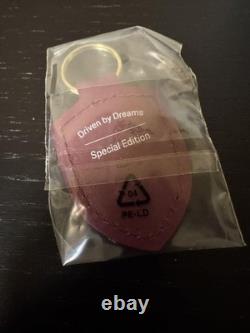 Driven by Dreams
Special Edition
04
PE-LD